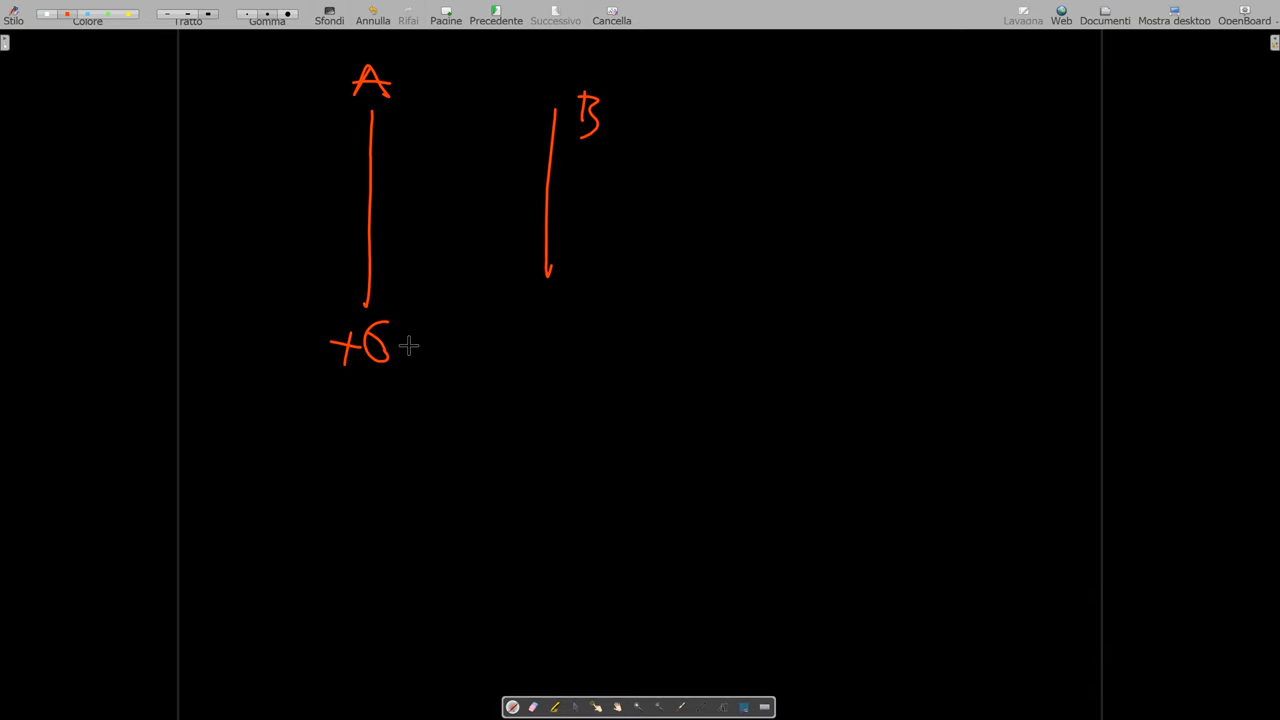 Stilo Colore Tratto Gomma Sfondi Annulla Rifai Pagine Precedente Successivo Cancella Lavagna Web Documenti Mostra desktop OpenBoard
A
B
+6